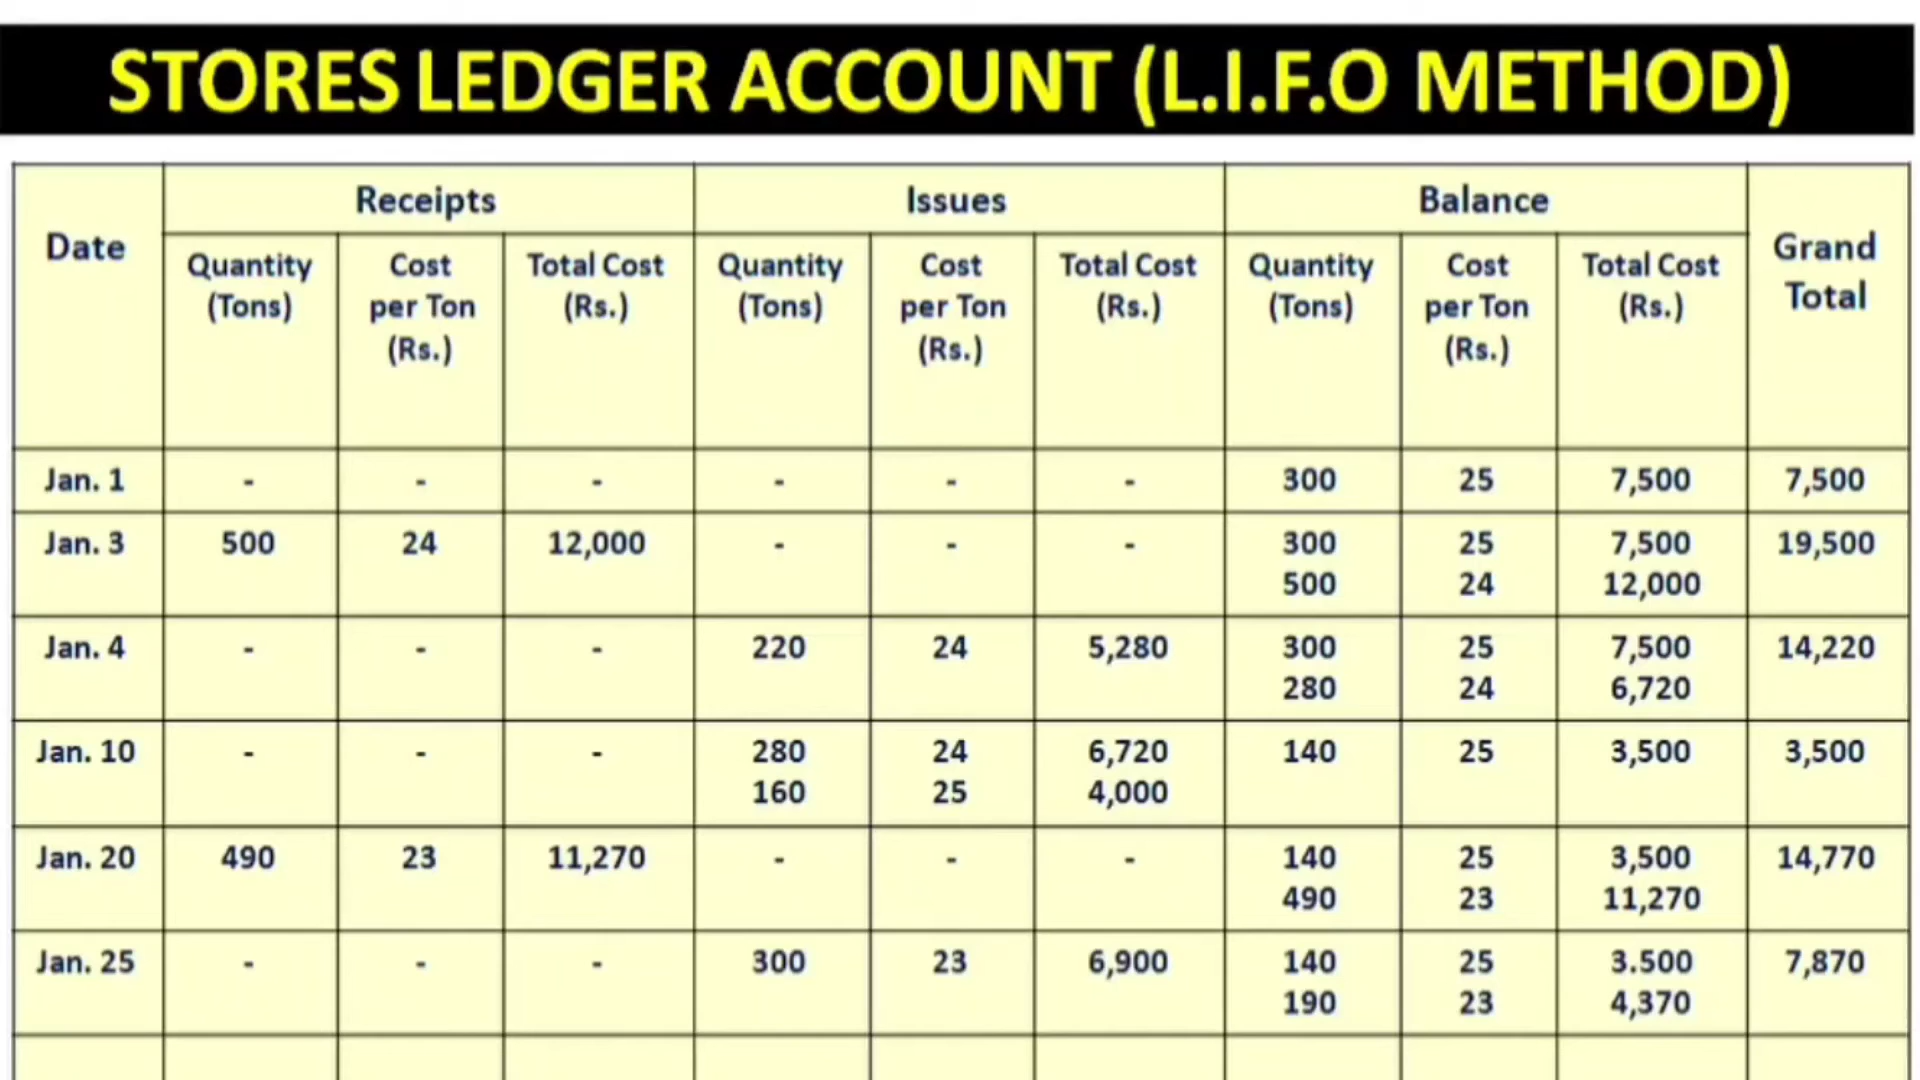 STORES LEDGER ACCOUNT (L.I.F.O METHOD)
Date Receipts Issues Balance Grand Total
Quantity (Tons) Cost per Ton (Rs.) Total Cost (Rs.) Quantity (Tons) Cost per Ton (Rs.) Total Cost (Rs.) Quantity (Tons) Cost per Ton (Rs.) Total Cost (Rs.)
Jan. 1 - - - - - - 300 25 7,500 7,500
Jan. 3 500 24 12,000 - - - 300 25 7,500 19,500
500 24 12,000
Jan. 4 - - - 220 24 5,280 300 25 7,500 14,220
280 24 6,720
Jan. 10 - - - 280 24 6,720 140 25 3,500 3,500
160 25 4,000
Jan. 20 490 23 11,270 - - - 140 25 3,500 14,770
490 23 11,270
Jan. 25 - - - 300 23 6,900 140 25 3.500 7,870
190 23 4,370